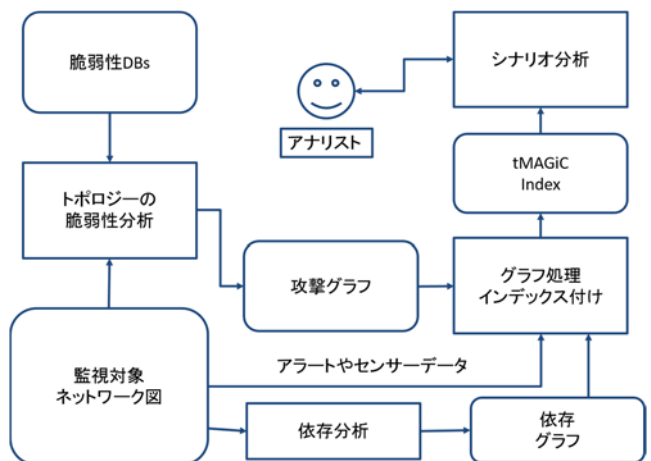 脆弱性DBs
シナリオ分析
アナリスト
tMAGiC
Index
トポロジーの
脆弱性分析
攻撃グラフ
グラフ処理
インデックス付け
監視対象
ネットワーク図
アラートやセンサーデータ
依存分析
依存
グラフ